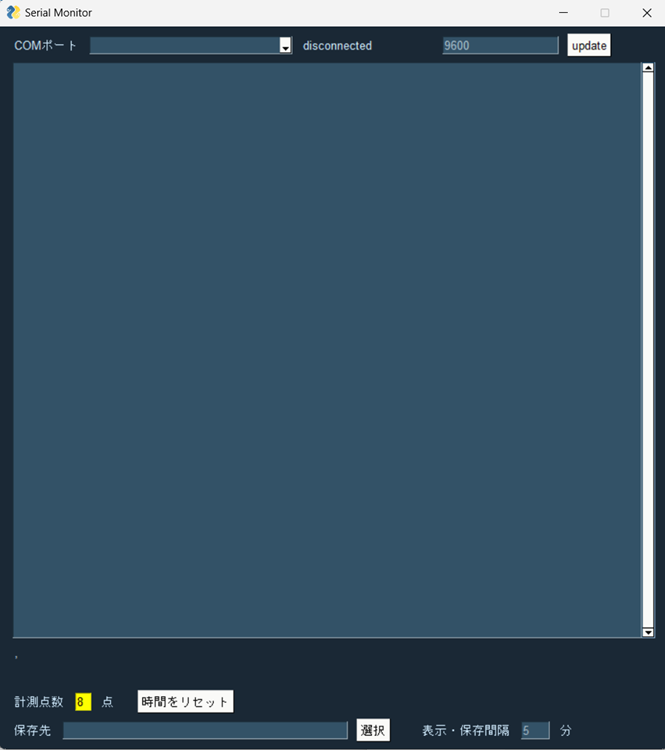 Serial Monitor
COMポート disconnected 9600 update
計測点数 8 点 時間をリセット
保存先 選択 表示・保存間隔 5 分